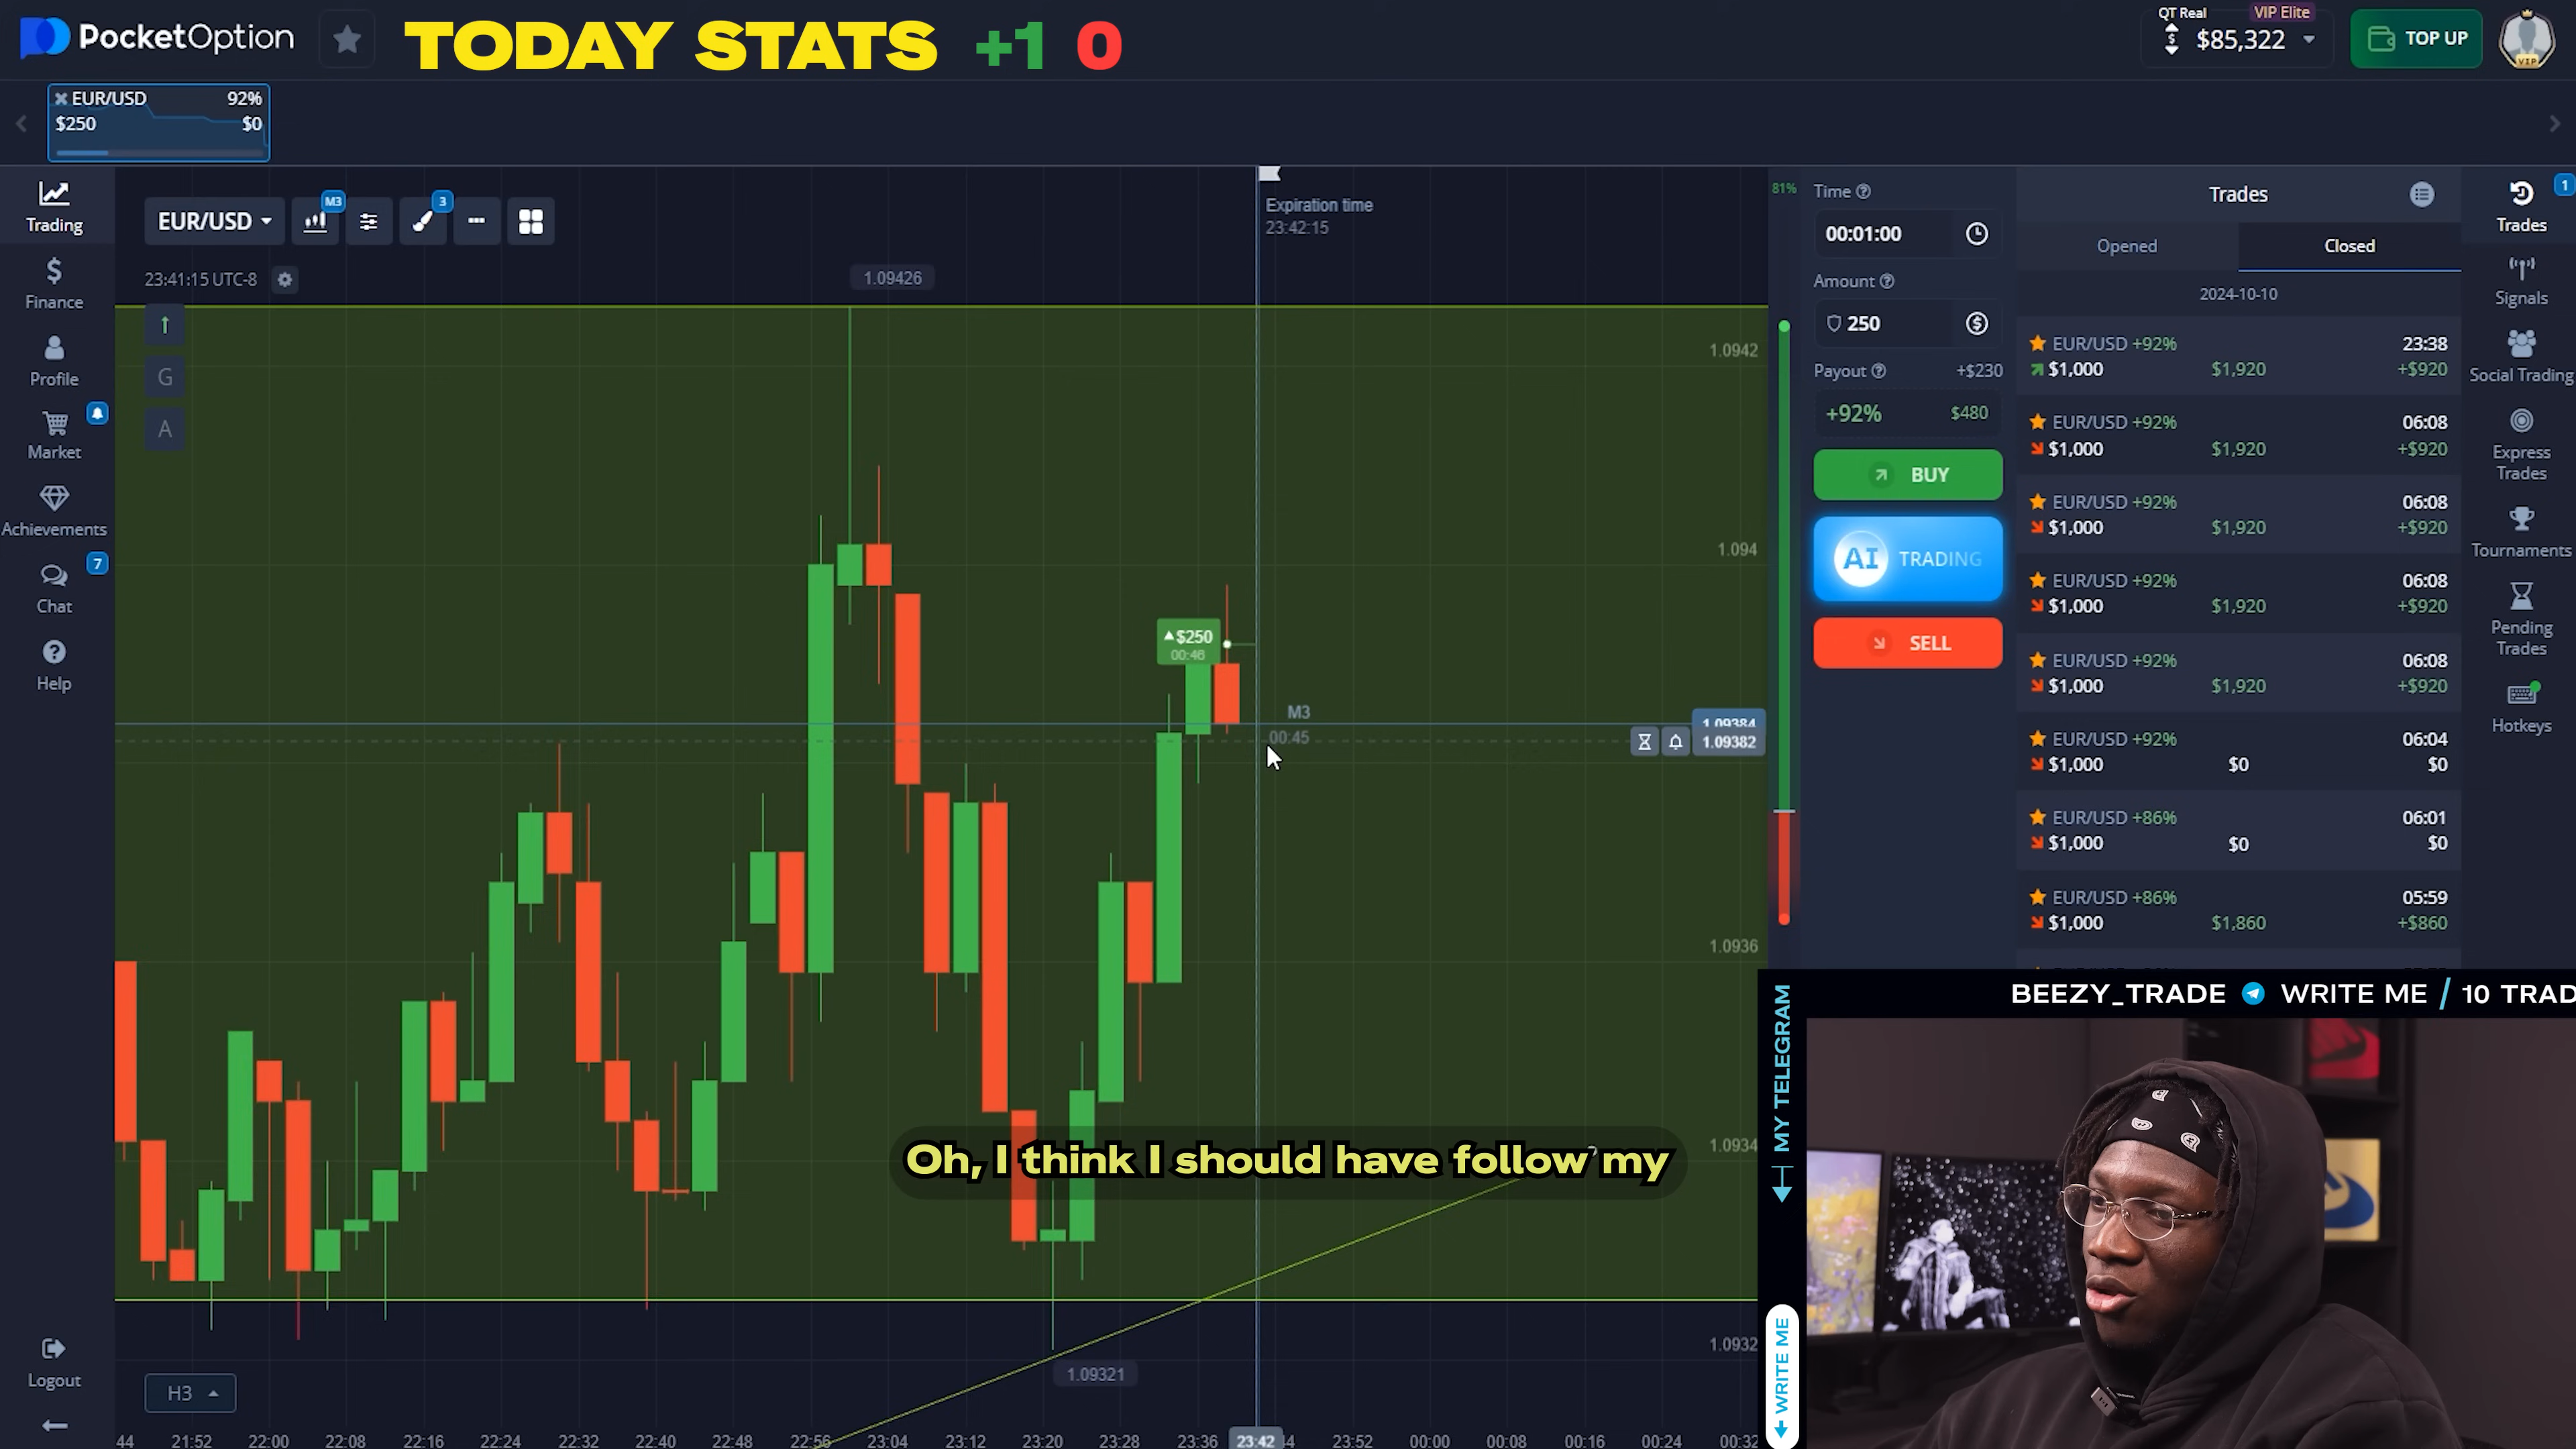 PocketOption
TODAY STATS +1 0
QT Real
VIP Elite
$85,322
TOP UP
VIP
EUR/USD 92%
$250 $0
Trading
Finance
Profile
Market
Achievements
7
Chat
Help
Logout
EUR/USD
M3
3
23:41:15 UTC-8
G
A
1.09426
Expiration time
23:42:15
$250
00:46
M3
00:45
1.09384
1.09382
1.0942
1.094
1.0936
1.0934
1.0932
1.09321
Oh, I think I should have follow my
H3
44 21:52 22:00 22:08 22:16 22:24 22:32 22:40 22:48 22:56 23:04 23:12 23:20 23:28 23:36 23:42 44 23:52 00:00 00:08 00:16 00:24 00:32
81%
Time
00:01:00
Amount
250
Payout +$230
+92% $480
BUY
AI TRADING
SELL
Trades
Opened Closed
2024-10-10
EUR/USD +92% 23:38
$1,000 $1,920 +$920
EUR/USD +92% 06:08
$1,000 $1,920 +$920
EUR/USD +92% 06:08
$1,000 $1,920 +$920
EUR/USD +92% 06:08
$1,000 $1,920 +$920
EUR/USD +92% 06:08
$1,000 $1,920 +$920
EUR/USD +92% 06:04
$1,000 $0 $0
EUR/USD +86% 06:01
$1,000 $0 $0
EUR/USD +86% 05:59
$1,000 $1,860 +$860
1
Trades
Signals
Social Trading
Express
Trades
Tournaments
Pending
Trades
Hotkeys
BEEZY_TRADE WRITE ME / 10 TRAD
MY TELEGRAM
WRITE ME